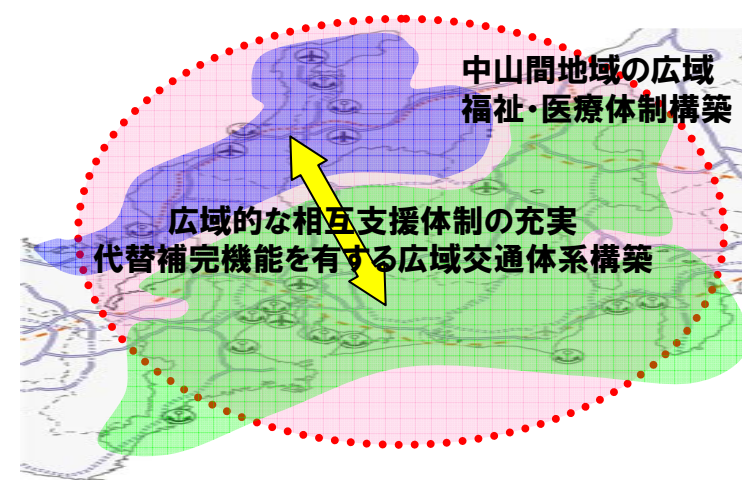 中山間地域の広域
福祉・医療体制構築
広域的な相互支援体制の充実
代替補完機能を有する広域交通体系構築